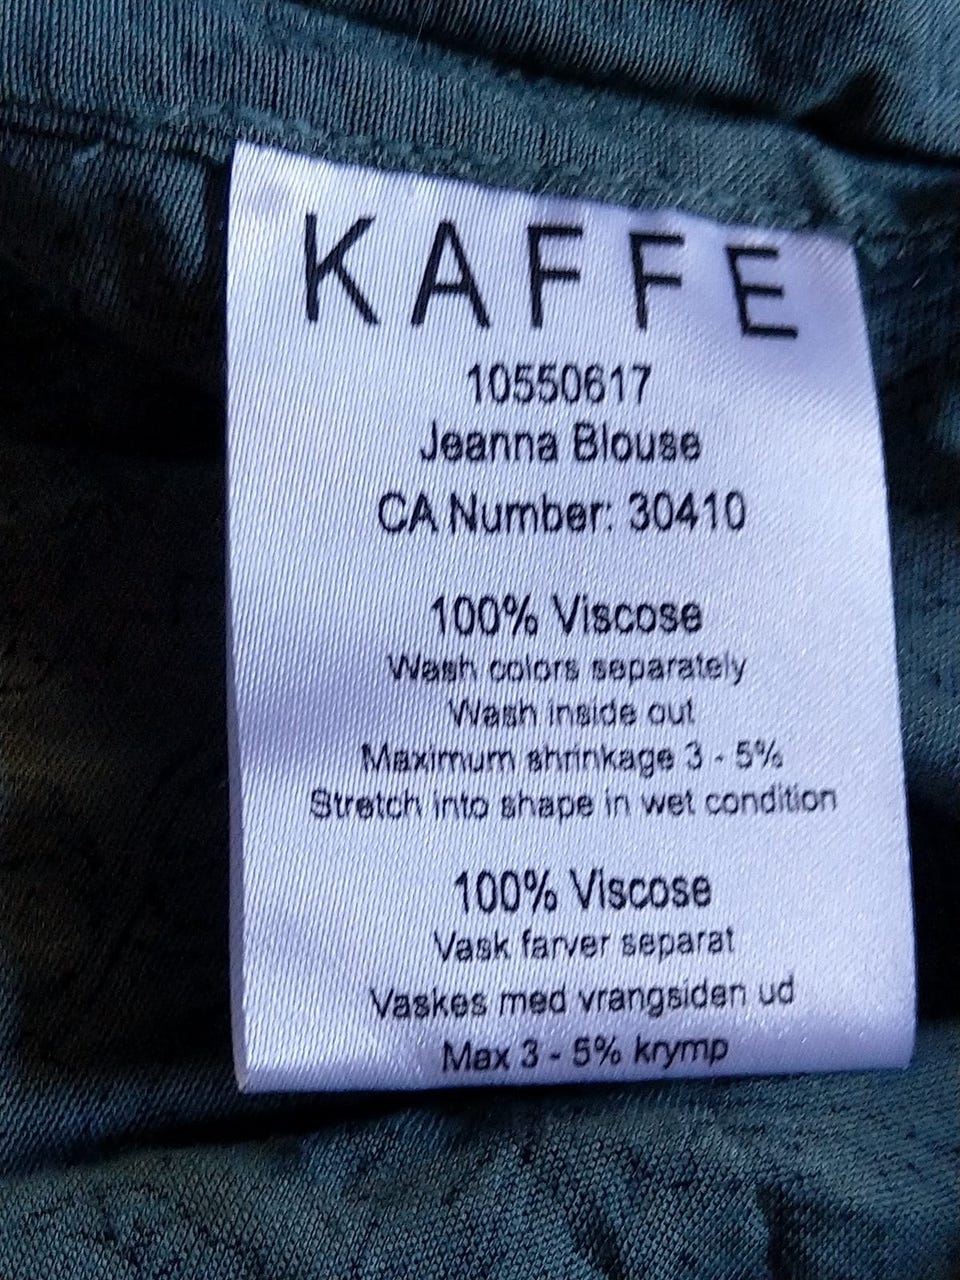 KAFFE
10550617
Jeanna Blouse
CA Number: 30410
100% Viscose
Wash colors separately
Wash inside out
Maximum shrinkage 3 - 5%
Stretch into shape in wet condition
100% Viscose
Vask farver separat
Vaskes med vrangsiden ud
Max 3 - 5% krymp